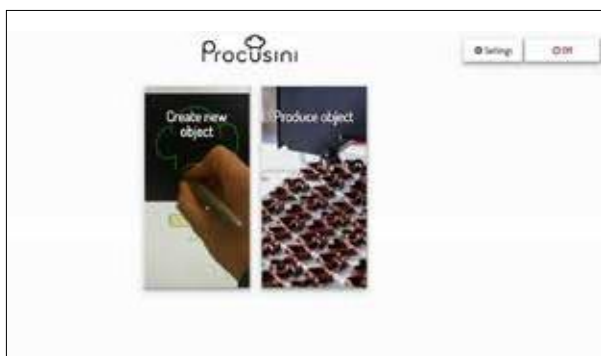 Procusini
Settings
Off
Create new
object
Produce object